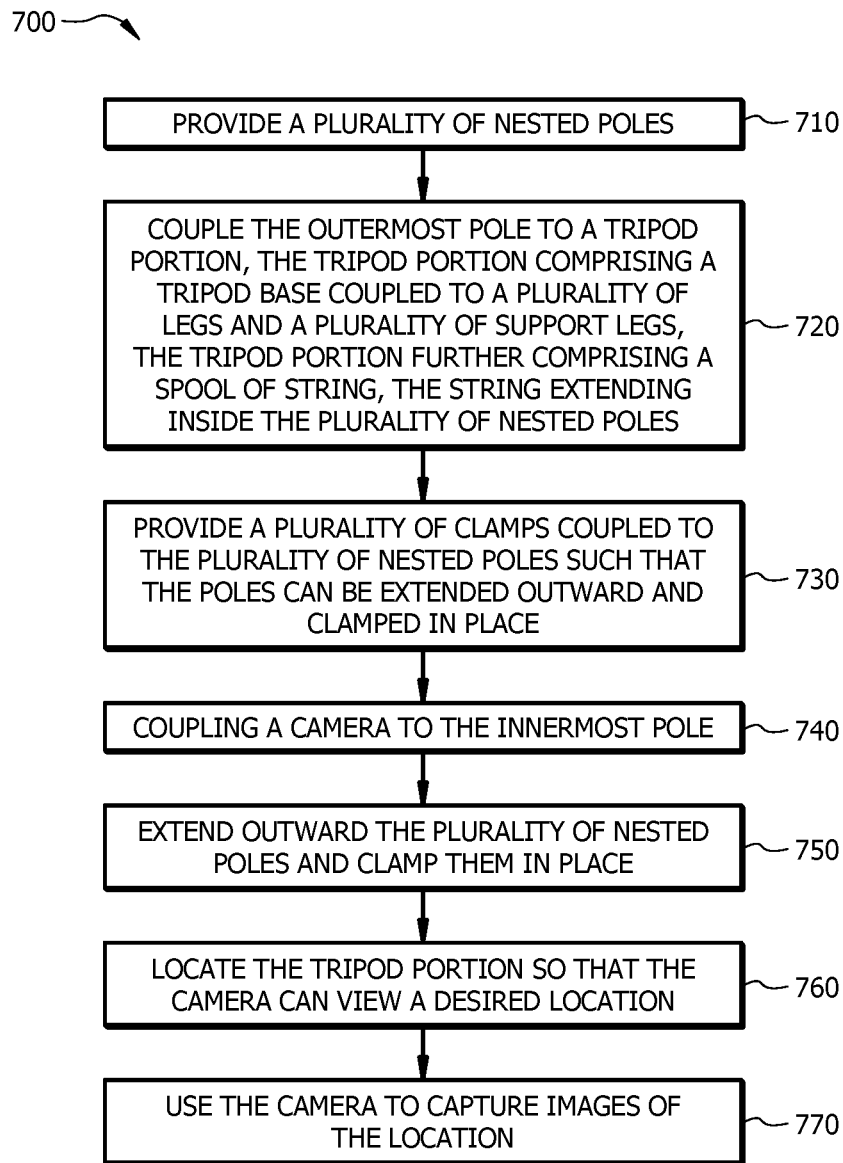 700
PROVIDE A PLURALITY OF NESTED POLES
710
COUPLE THE OUTERMOST POLE TO A TRIPOD
PORTION, THE TRIPOD PORTION COMPRISING A
TRIPOD BASE COUPLED TO A PLURALITY OF
LEGS AND A PLURALITY OF SUPPORT LEGS,
THE TRIPOD PORTION FURTHER COMPRISING A
SPOOL OF STRING, THE STRING EXTENDING
INSIDE THE PLURALITY OF NESTED POLES
720
PROVIDE A PLURALITY OF CLAMPS COUPLED TO
THE PLURALITY OF NESTED POLES SUCH THAT
THE POLES CAN BE EXTENDED OUTWARD AND
CLAMPED IN PLACE
730
COUPLING A CAMERA TO THE INNERMOST POLE
740
EXTEND OUTWARD THE PLURALITY OF NESTED
POLES AND CLAMP THEM IN PLACE
750
LOCATE THE TRIPOD PORTION SO THAT THE
CAMERA CAN VIEW A DESIRED LOCATION
760
USE THE CAMERA TO CAPTURE IMAGES OF
THE LOCATION
770